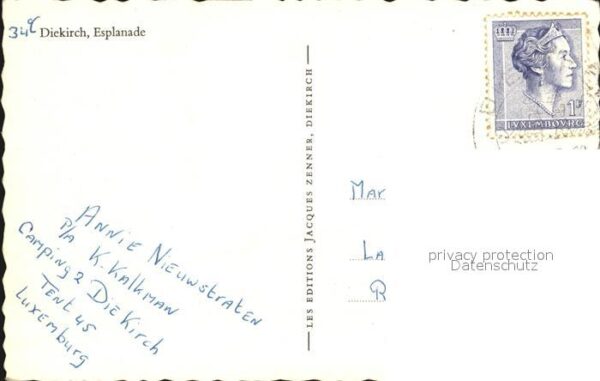 34e
Diekirch, Esplanade
LUXEMBOURG
1F
LES EDITIONS JACQUES ZENNER, DIEKIRCH
Annie Nieuwstraten
P/A K. Kalkman
Camping 2 Diekirch
Tent 45
Luxemburg
Mar
La
R
privacy protection
Datenschutz